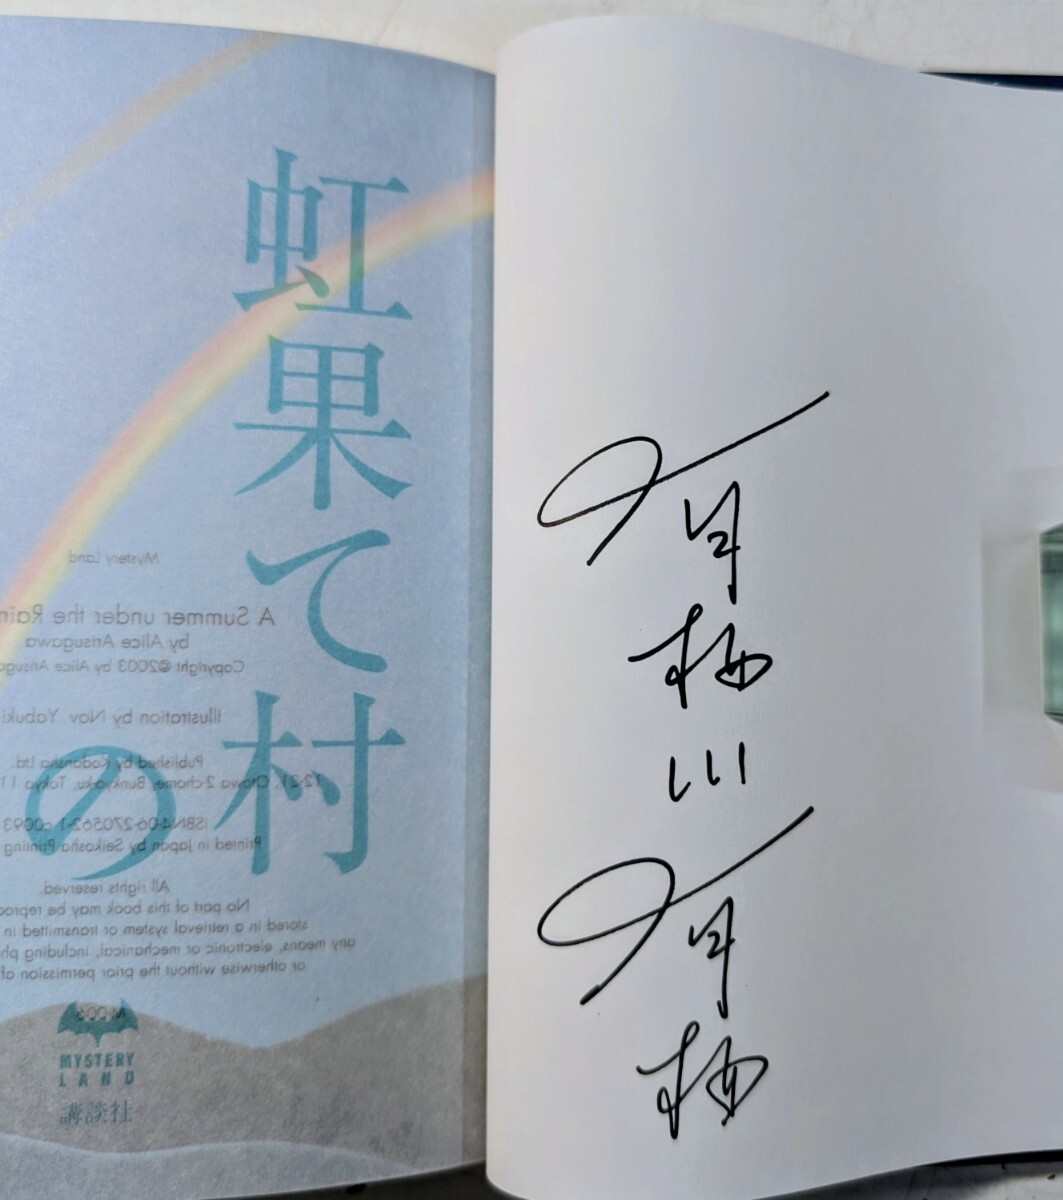 虹果て村
の
Mystery Land
A Summer under the Rain
by Alice Arisugawa
Copyright ©2003 by Alice Arisugaw
Illustration by Nov. Yabuki
Published by Kodansha Ltd.
12-21, Otowa 2-chome, Bunkyo-ku, Tokyo 11
ISBN4-06-270562-1 c0093
Printed in Japan by Seikosha Printing
All rights reserved.
No part of this book may be reproc
stored in a retrieval system or transmitted in
any means, electronic or mechanical, including ph
or otherwise without the prior permission of
MYSTERY
LAND
講談社
有栖川
有栖